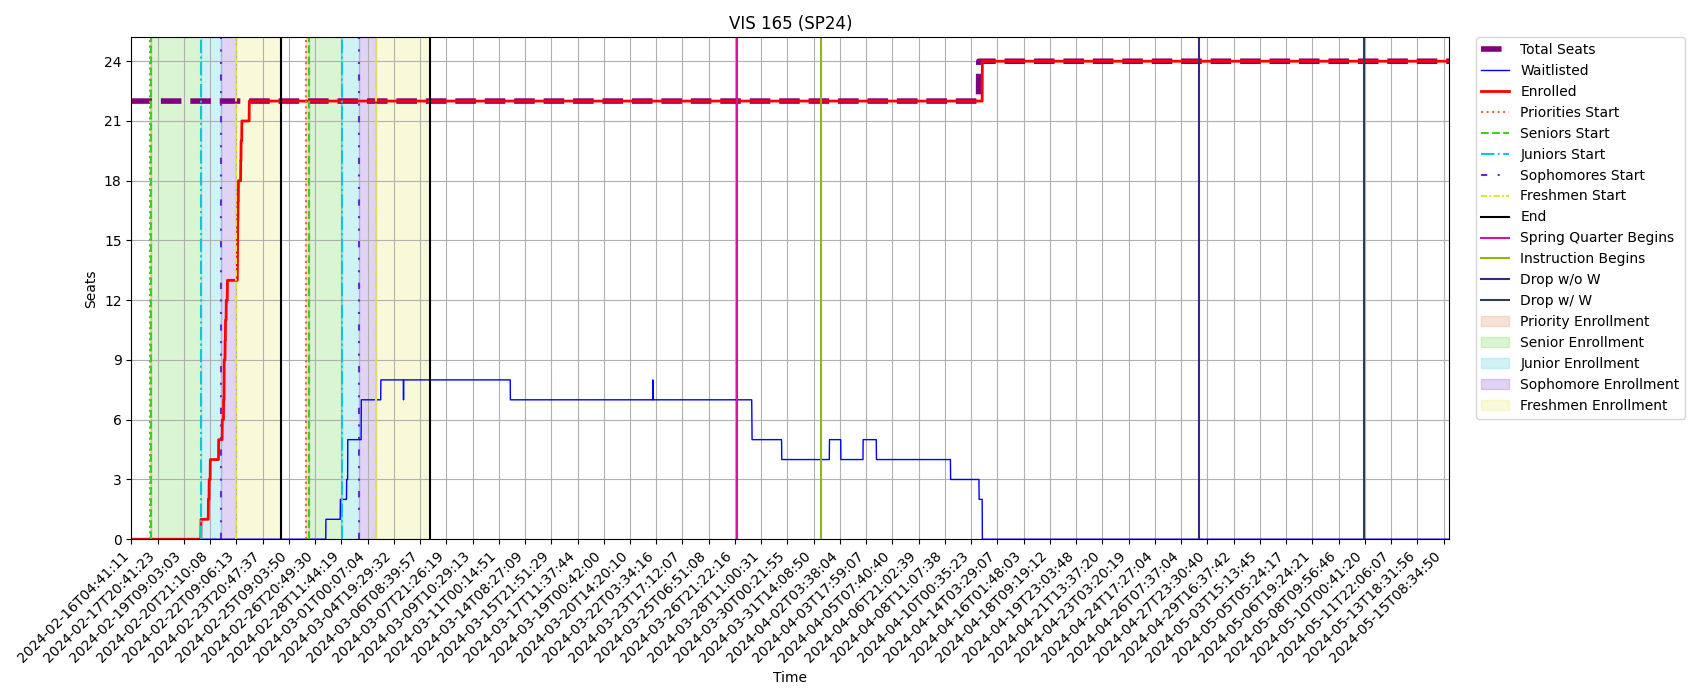 VIS 165 (SP24)
Seats
24
21
18
15
12
9
6
3
0
2024-02-16T04:41:11
2024-02-17T20:41:23
2024-02-19T09:03:03
2024-02-20T21:10:08
2024-02-22T09:06:13
2024-02-23T20:47:37
2024-02-25T09:03:50
2024-02-26T20:49:30
2024-02-28T11:44:19
2024-03-01T00:07:04
2024-03-04T19:29:32
2024-03-06T08:39:57
2024-03-07T21:26:19
2024-03-09T10:29:13
2024-03-11T00:14:51
2024-03-14T08:27:09
2024-03-15T21:51:29
2024-03-17T11:37:44
2024-03-19T00:42:00
2024-03-20T14:20:10
2024-03-22T03:34:16
2024-03-23T17:12:07
2024-03-25T06:51:08
2024-03-26T21:22:16
2024-03-28T11:00:31
2024-03-30T00:21:55
2024-03-31T14:08:50
2024-04-02T03:38:04
2024-04-03T17:59:07
2024-04-05T07:40:40
2024-04-06T21:02:39
2024-04-08T11:07:38
2024-04-10T00:35:23
2024-04-14T03:29:07
2024-04-16T01:48:03
2024-04-18T09:19:12
2024-04-19T23:03:48
2024-04-21T13:37:20
2024-04-23T03:20:19
2024-04-24T17:27:04
2024-04-26T07:37:04
2024-04-27T23:30:40
2024-04-29T16:37:42
2024-05-03T15:13:45
2024-05-05T05:24:17
2024-05-06T19:24:21
2024-05-08T09:56:46
2024-05-10T00:41:20
2024-05-11T22:06:07
2024-05-13T18:31:56
2024-05-15T08:34:50
Time
Total Seats
Waitlisted
Enrolled
Priorities Start
Seniors Start
Juniors Start
Sophomores Start
Freshmen Start
End
Spring Quarter Begins
Instruction Begins
Drop w/o W
Drop w/ W
Priority Enrollment
Senior Enrollment
Junior Enrollment
Sophomore Enrollment
Freshmen Enrollment